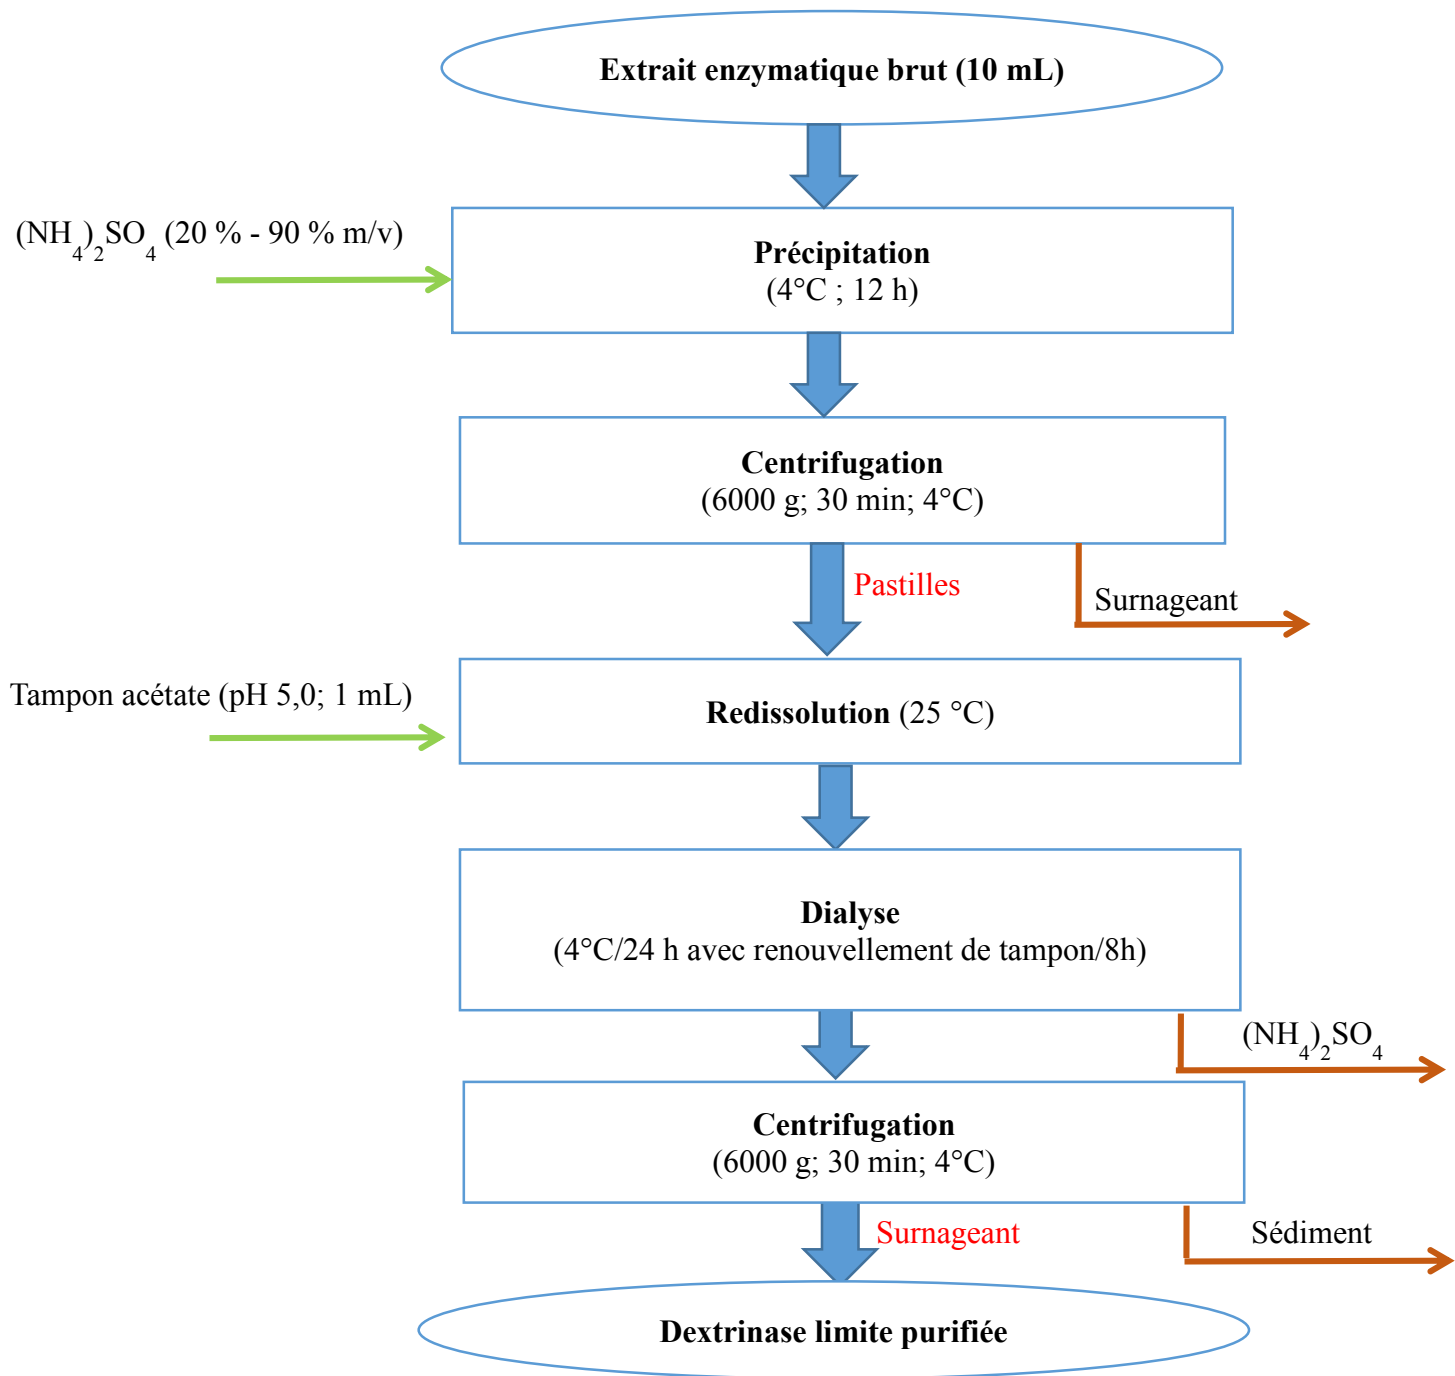 Extrait enzymatique brut (10 mL)
(NH4)2SO4 (20 % - 90 % m/v)
Précipitation
(4°C ; 12 h)
Centrifugation
(6000 g; 30 min; 4°C)
Pastilles
Surnageant
Tampon acétate (pH 5,0; 1 mL)
Redissolution (25 °C)
Dialyse
(4°C/24 h avec renouvellement de tampon/8h)
(NH4)2SO4
Centrifugation
(6000 g; 30 min; 4°C)
Surnageant
Sédiment
Dextrinase limite purifiée